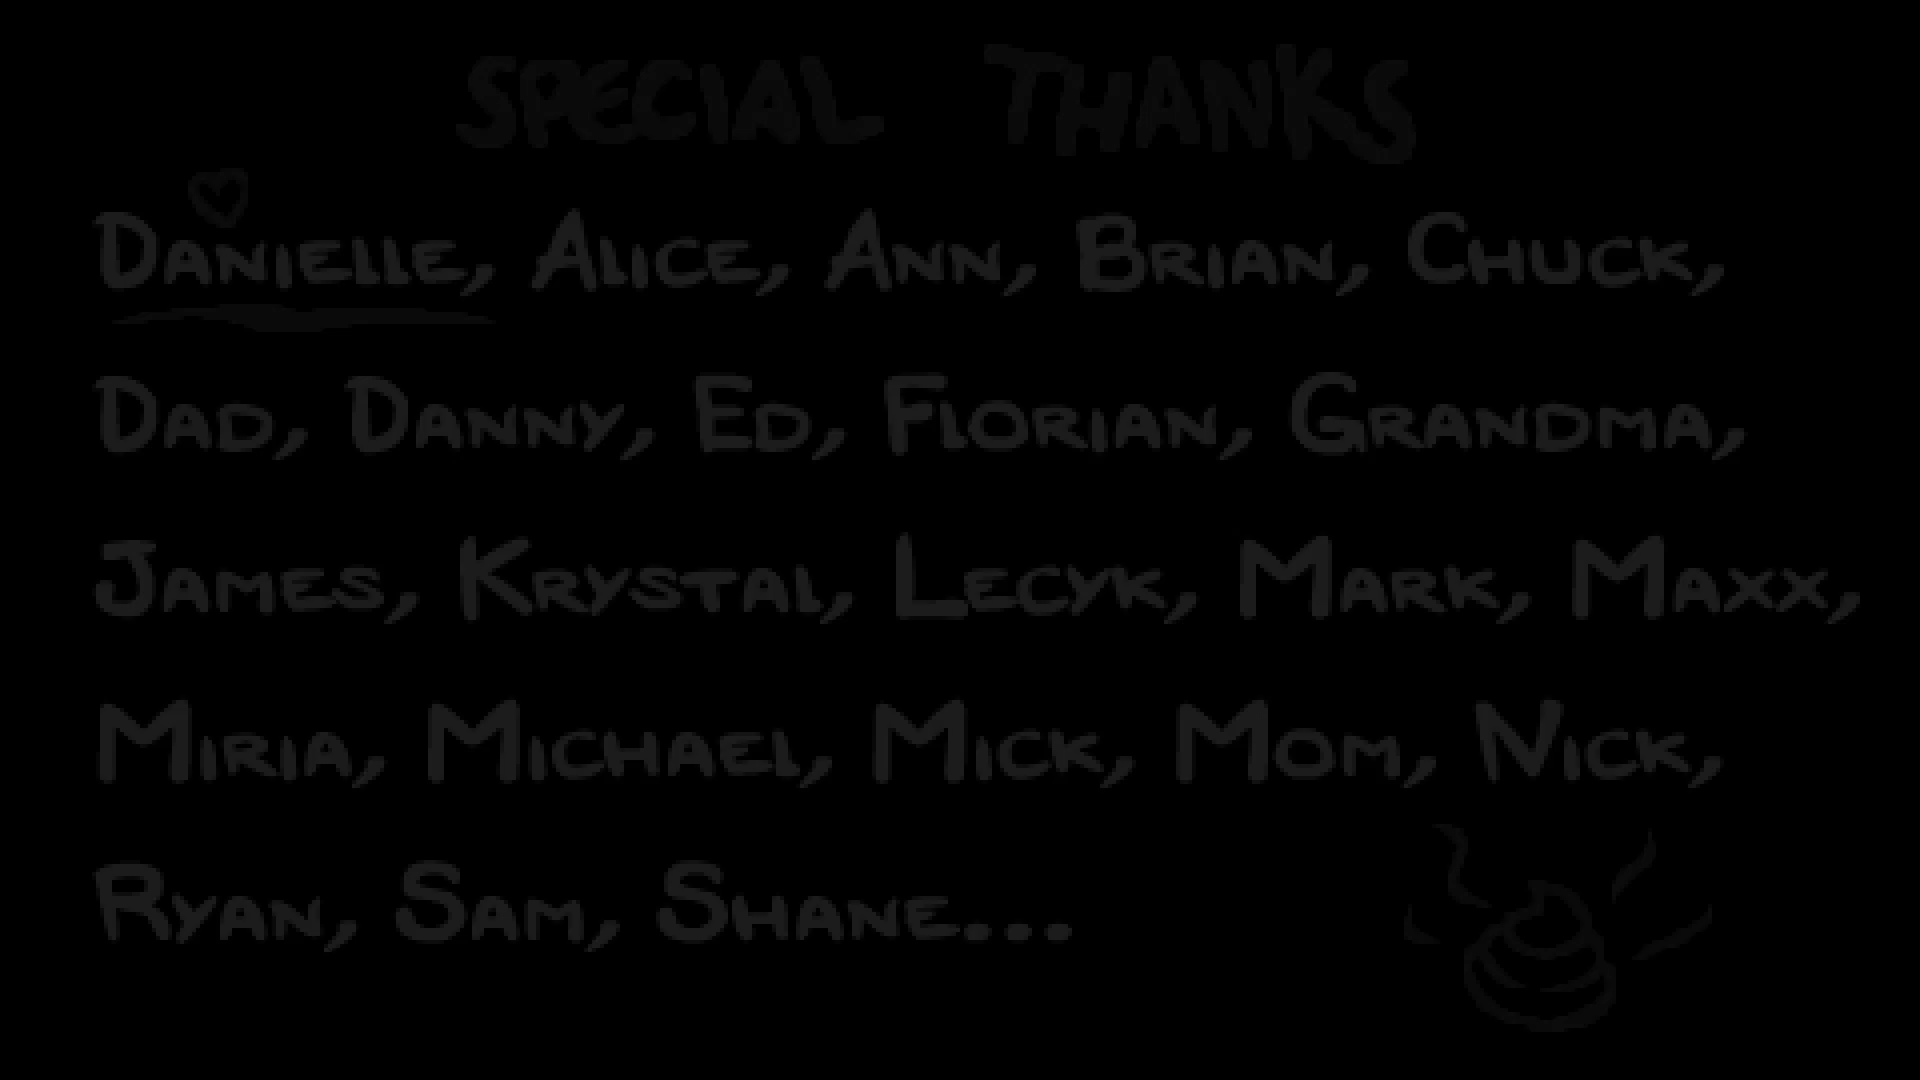 SPECIAL THANKS
DANIELLE, ALICE, ANN, BRIAN, CHUCK,
DAD, DANNY, ED, FLORIAN, GRANDMA,
JAMES, KRYSTAL, LECYK, MARK, MAXX,
MIRIA, MICHAEL, MICK, MOM, NICK,
RYAN, SAM, SHANE...